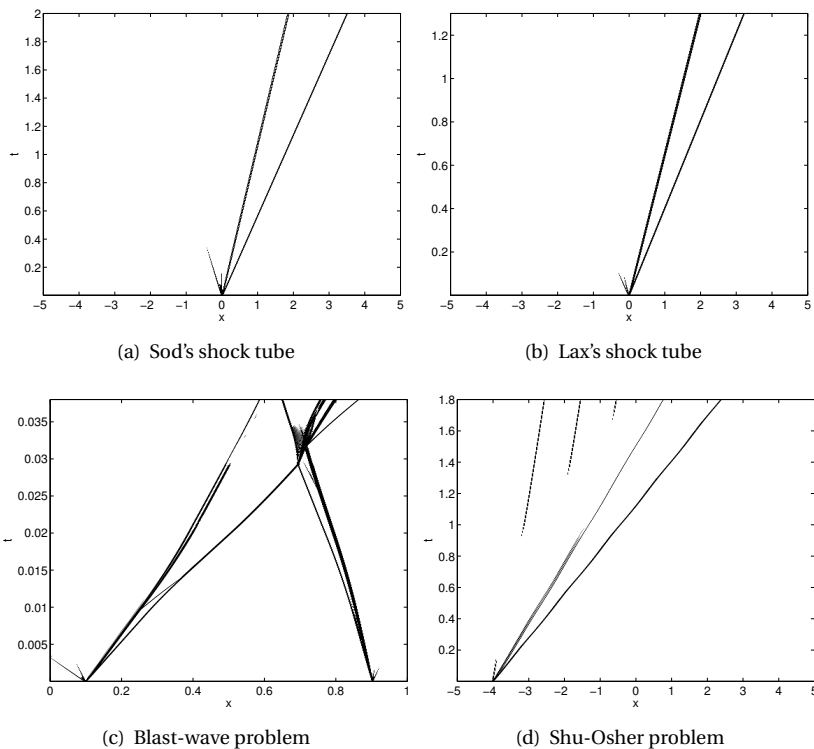 2
1.8
1.6
1.4
1.2
1
0.8
0.6
0.4
0.2
t
−5 −4 −3 −2 −1 0 1 2 3 4 5
x
(a) Sod's shock tube
1.2
1
0.8
0.6
0.4
0.2
t
−5 −4 −3 −2 −1 0 1 2 3 4 5
x
(b) Lax's shock tube
0.035
0.03
0.025
0.02
0.015
0.01
0.005
t
0 0.2 0.4 0.6 0.8 1
x
(c) Blast-wave problem
1.8
1.6
1.4
1.2
1
0.8
0.6
0.4
0.2
t
−5 −4 −3 −2 −1 0 1 2 3 4 5
x
(d) Shu-Osher problem